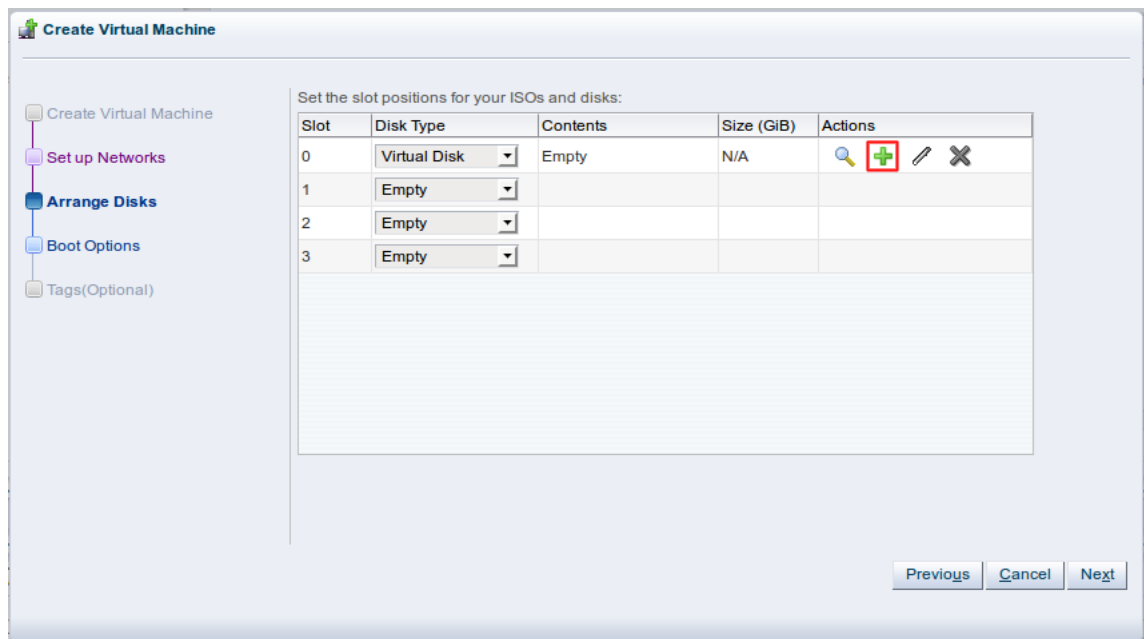 Create Virtual Machine
Create Virtual Machine
Set up Networks
Arrange Disks
Boot Options
Tags(Optional)
Set the slot positions for your ISOs and disks:
Slot Disk Type Contents Size (GiB) Actions
0 Virtual Disk Empty N/A
1 Empty
2 Empty
3 Empty
Previous Cancel Next